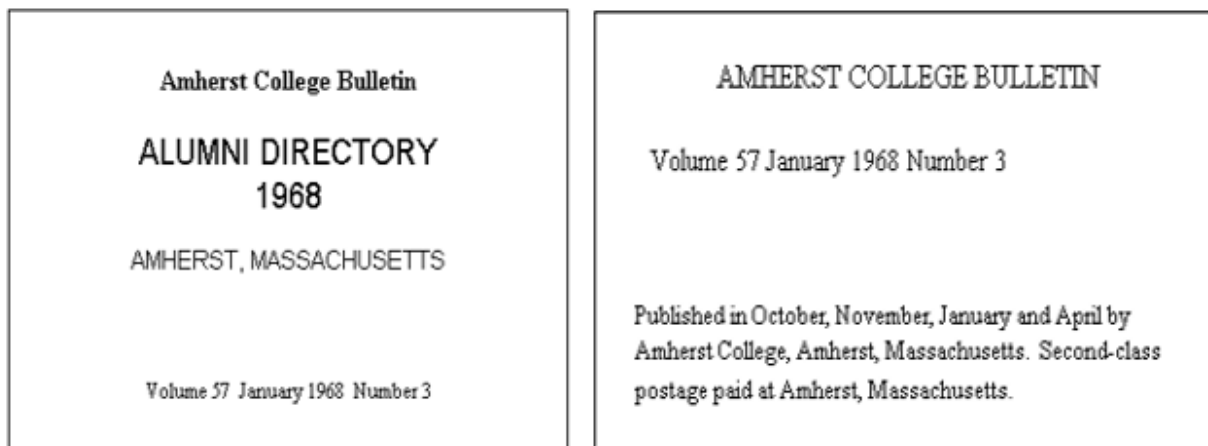 Amherst College Bulletin
ALUMNI DIRECTORY
1968
AMHERST, MASSACHUSETTS
Volume 57 January 1968 Number 3
AMHERST COLLEGE BULLETIN
Volume 57 January 1968 Number 3
Published in October, November, January and April by
Amherst College, Amherst, Massachusetts. Second-class
postage paid at Amherst, Massachusetts.